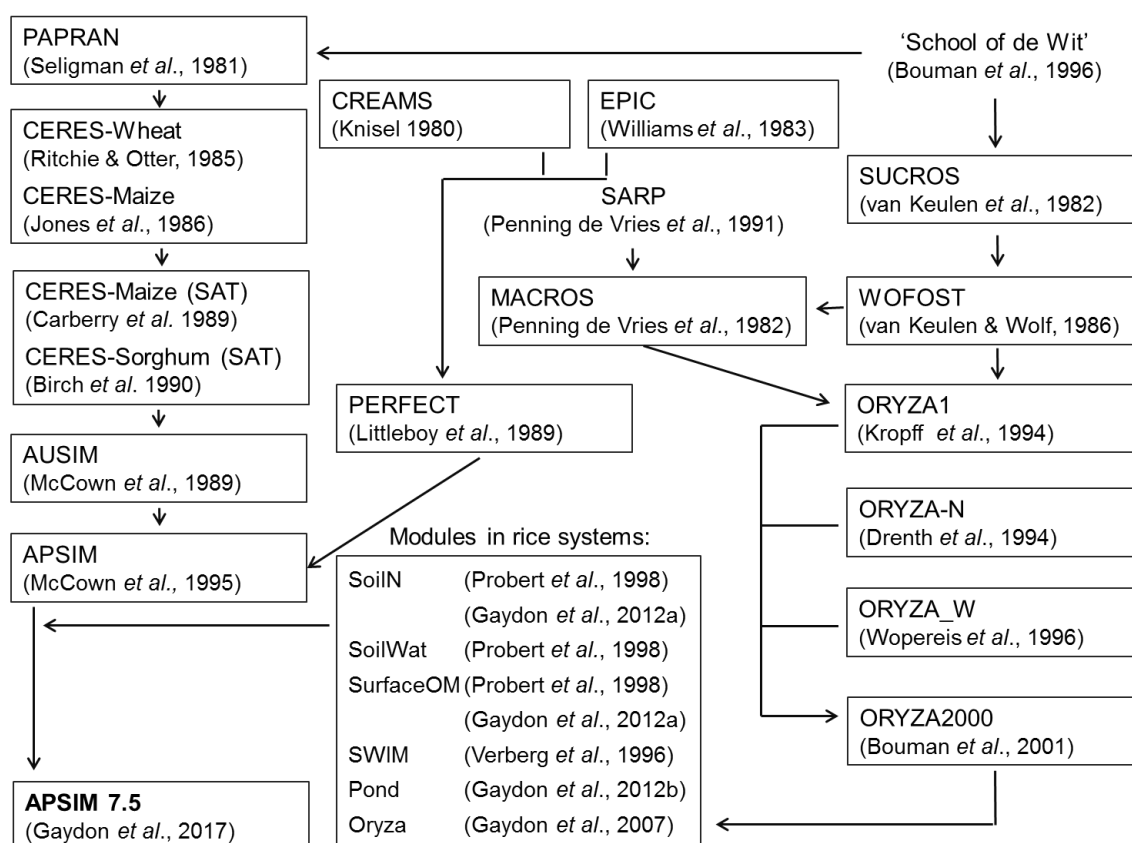 PAPRAN
(Seligman et al., 1981)
'School of de Wit'
(Bouman et al., 1996)
CREAMS
(Knisel 1980)
EPIC
(Williams et al., 1983)
CERES-Wheat
(Ritchie & Otter, 1985)
CERES-Maize
(Jones et al., 1986)
SARP
(Penning de Vries et al., 1991)
SUCROS
(van Keulen et al., 1982)
CERES-Maize (SAT)
(Carberry et al. 1989)
CERES-Sorghum (SAT)
(Birch et al. 1990)
MACROS
(Penning de Vries et al., 1982)
WOFOST
(van Keulen & Wolf, 1986)
PERFECT
(Littleboy et al., 1989)
ORYZA1
(Kropff et al., 1994)
AUSIM
(McCown et al., 1989)
ORYZA-N
(Drenth et al., 1994)
APSIM
(McCown et al., 1995)
ORYZA_W
(Wopereis et al., 1996)
ORYZA2000
(Bouman et al., 2001)
Modules in rice systems:
SoilN (Probert et al., 1998)
(Gaydon et al., 2012a)
SoilWat (Probert et al., 1998)
SurfaceOM (Probert et al., 1998)
(Gaydon et al., 2012a)
SWIM (Verberg et al., 1996)
Pond (Gaydon et al., 2012b)
Oryza (Gaydon et al., 2007)
APSIM 7.5
(Gaydon et al., 2017)